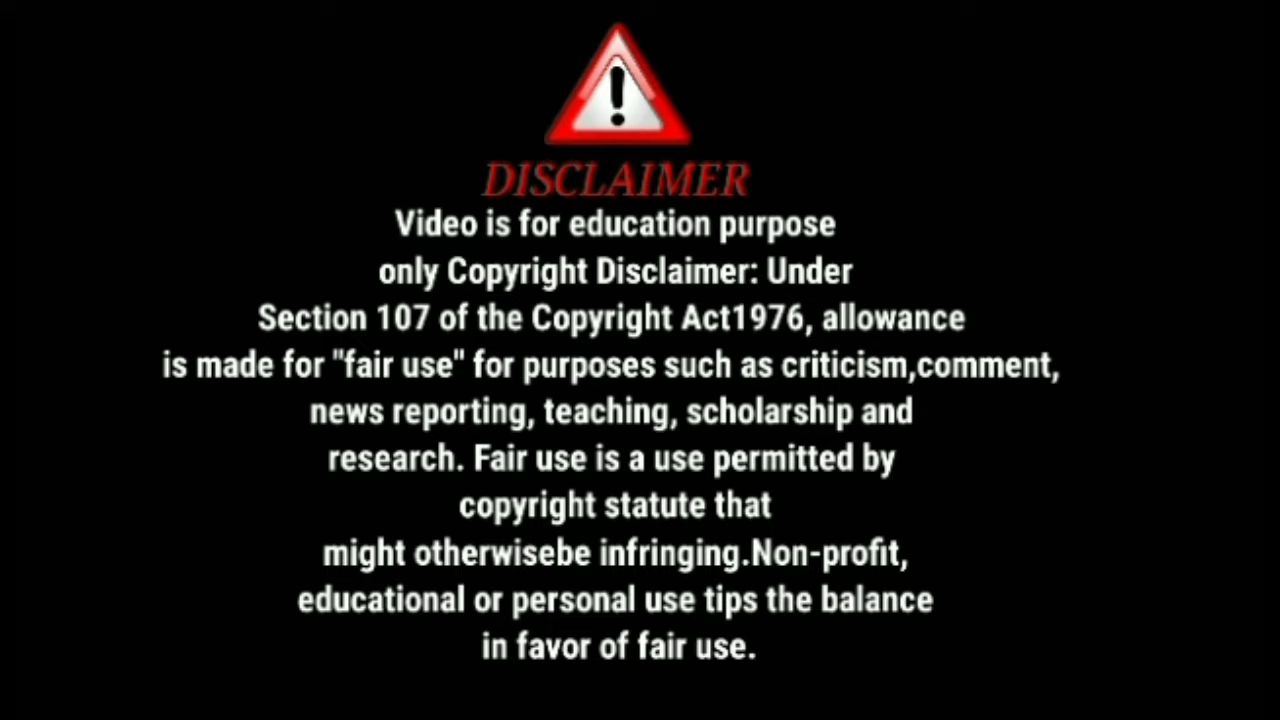 DISCLAIMER
Video is for education purpose
only Copyright Disclaimer: Under
Section 107 of the Copyright Act1976, allowance
is made for "fair use" for purposes such as criticism,comment,
news reporting, teaching, scholarship and
research. Fair use is a use permitted by
copyright statute that
might otherwisebe infringing.Non-profit,
educational or personal use tips the balance
in favor of fair use.